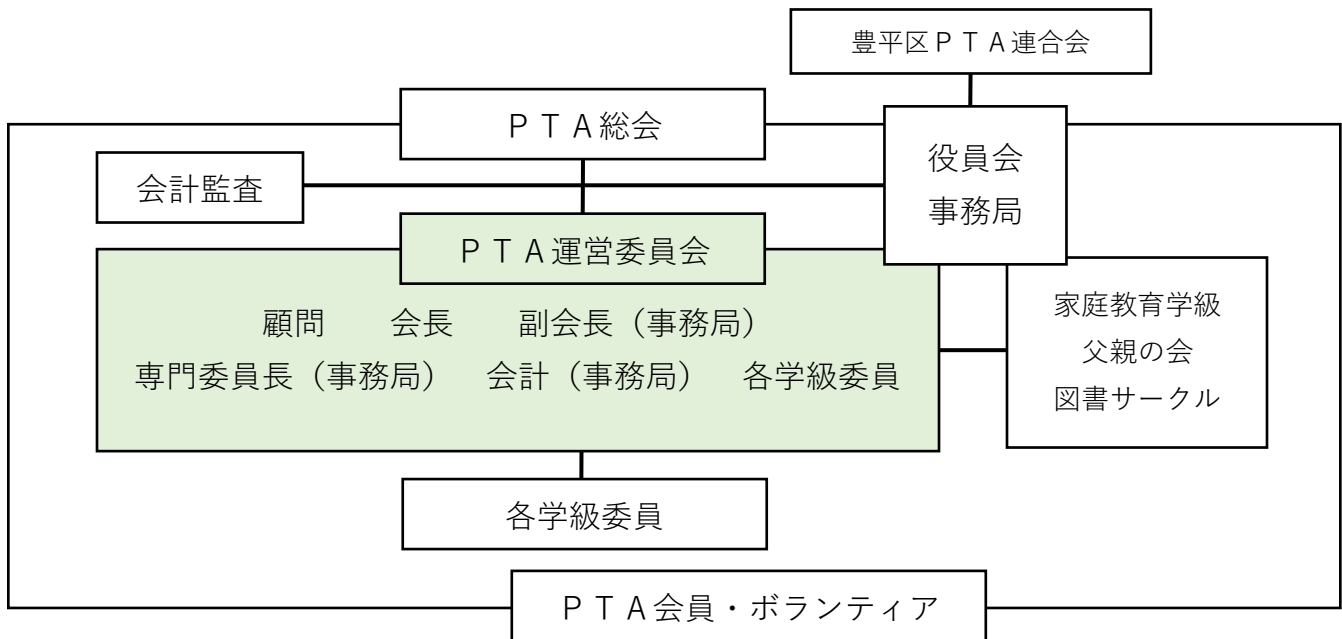 豊平区ＰＴＡ連合会
ＰＴＡ総会
役員会
事務局
会計監査
ＰＴＡ運営委員会
顧問　　会長　　副会長（事務局）
専門委員長（事務局）　会計（事務局）　各学級委員
家庭教育学級
父親の会
図書サークル
各学級委員
ＰＴＡ会員・ボランティア